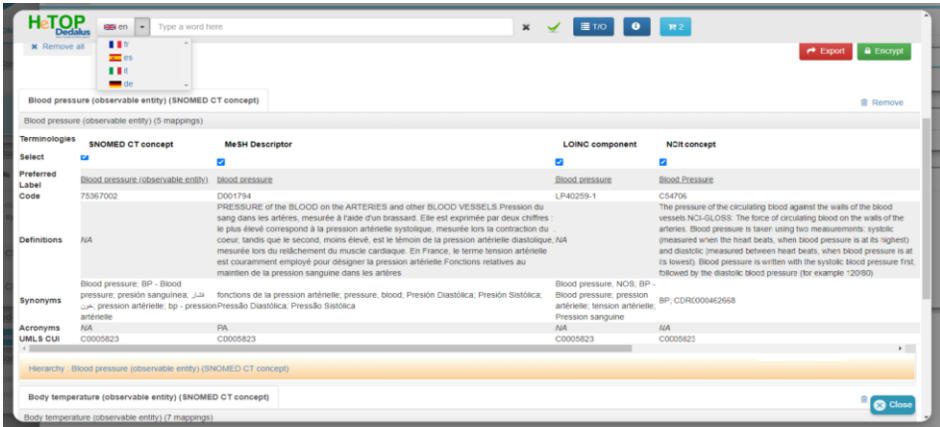 HeTOP
Dedalus
en
Type a word here
T/O
2
Remove all
fr
es
it
de
Export
Encrypt
Blood pressure (observable entity) (SNOMED CT concept)
Remove
Blood pressure (observable entity) (5 mappings)
Terminologies SNOMED CT concept MeSH Descriptor LOINC component NCIt concept
Select
Preferred Label Blood pressure (observable entity) blood pressure Blood pressure Blood Pressure
Code 75367002 D001794 LP40259-1 C54706
Definitions
NA
PRESSURE of the BLOOD on the ARTERIES and other BLOOD VESSELS.Pression du
sang dans les artères, mesurée à l'aide d'un brassard. Elle est exprimée par deux chiffres :
le plus élevé correspond à la pression artérielle systolique, mesurée lors la contraction du
coeur, tandis que le second, moins élevé, est le témoin de la pression artérielle diastolique,
mesurée lors du relâchement du muscle cardiaque. En France, le terme tension artérielle
est couramment employé pour désigner la pression artérielle.Fonctions relatives au
maintien de la pression sanguine dans les artères
NA
The pressure of the circulating blood against the walls of the blood
vessels.NCI-GLOSS: The force of circulating blood on the walls of the
arteries. Blood pressure is taken using two measurements: systolic
(measured when the heart beats, when blood pressure is at its highest)
and diastolic (measured between heart beats, when blood pressure is at
its lowest). Blood pressure is written with the systolic blood pressure first,
followed by the diastolic blood pressure (for example 120/80)
Synonyms
Blood pressure; BP - Blood
pressure; presión sanguínea; فشار
خون; pression artérielle; bp - pression
artérielle
fonctions de la pression artérielle; pressure, blood; Presión Diastólica; Presión Sistólica;
Pressão Diastólica; Pressão Sistólica
Blood pressure, NOS; BP -
Blood pressure; pression
artérielle; tension artérielle;
Pression sanguine
BP; CDR0000462668
Acronyms NA PA NA NA
UMLS CUI C0005823 C0005823 C0005823 C0005823
Hierarchy : Blood pressure (observable entity) (SNOMED CT concept)
Body temperature (observable entity) (SNOMED CT concept)
Close
Body temperature (observable entity) (7 mappings)